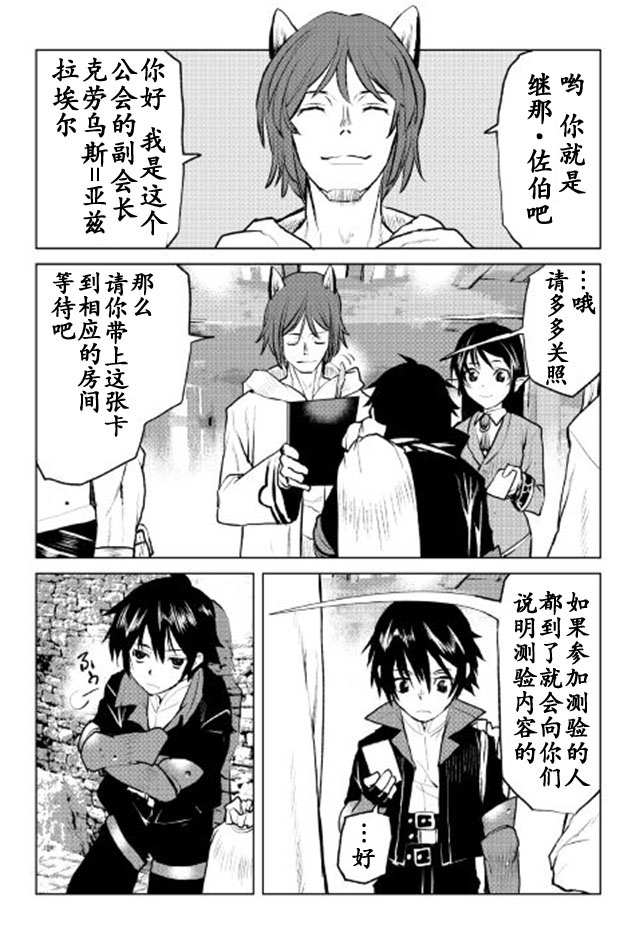 哟 你就是
继那・佐伯吧
你好 我是这个
公会的副会长
克劳乌斯=亚兹
拉埃尔
…哦
请多多关照
那么
请你带上这张卡
到相应的房间
等待吧
如果参加测验的人
都到了就会向你们
说明测验内容的
…好
ふぅー